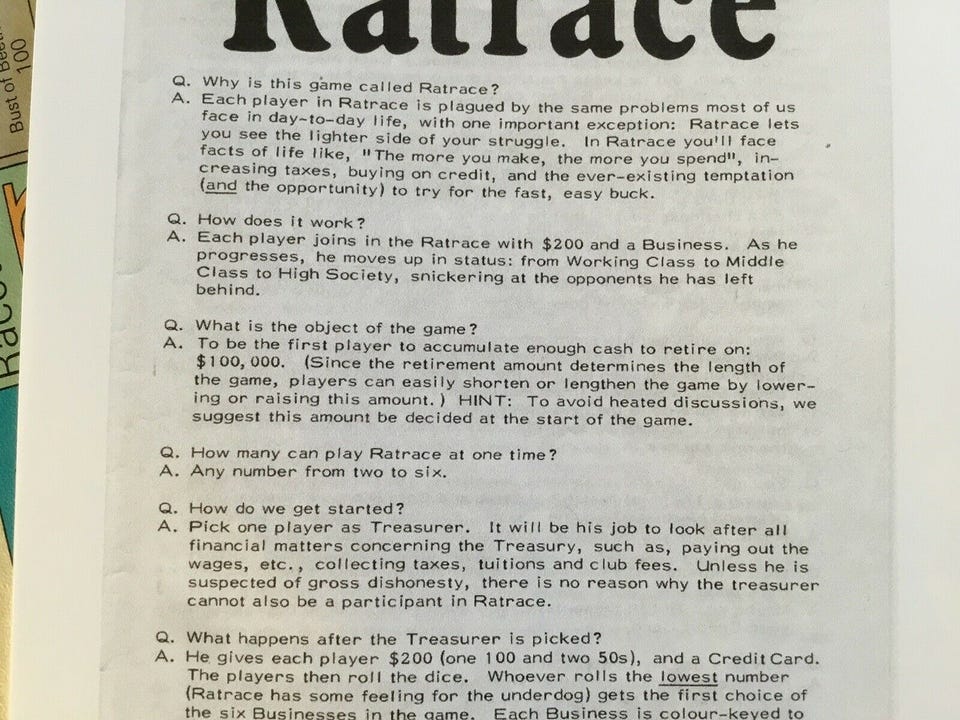 Ratrace
Q. Why is this game called Ratrace?
A. Each player in Ratrace is plagued by the same problems most of us
face in day-to-day life, with one important exception: Ratrace lets
you see the lighter side of your struggle. In Ratrace you'll face
facts of life like, "The more you make, the more you spend", in-
creasing taxes, buying on credit, and the ever-existing temptation
(and the opportunity) to try for the fast, easy buck.
Q. How does it work?
A. Each player joins in the Ratrace with $200 and a Business. As he
progresses, he moves up in status: from Working Class to Middle
Class to High Society, snickering at the opponents he has left
behind.
Q. What is the object of the game?
A. To be the first player to accumulate enough cash to retire on:
$100,000. (Since the retirement amount determines the length of
the game, players can easily shorten or lengthen the game by lower-
ing or raising this amount.) HINT: To avoid heated discussions, we
suggest this amount be decided at the start of the game.
Q. How many can play Ratrace at one time?
A. Any number from two to six.
Q. How do we get started?
A. Pick one player as Treasurer. It will be his job to look after all
financial matters concerning the Treasury, such as, paying out the
wages, etc., collecting taxes, tuitions and club fees. Unless he is
suspected of gross dishonesty, there is no reason why the treasurer
cannot also be a participant in Ratrace.
Q. What happens after the Treasurer is picked?
A. He gives each player $200 (one 100 and two 50s), and a Credit Card.
The players then roll the dice. Whoever rolls the lowest number
(Ratrace has some feeling for the underdog) gets the first choice of
the six Businesses in the game. Each Business is colour-keyed to
Bust of
100